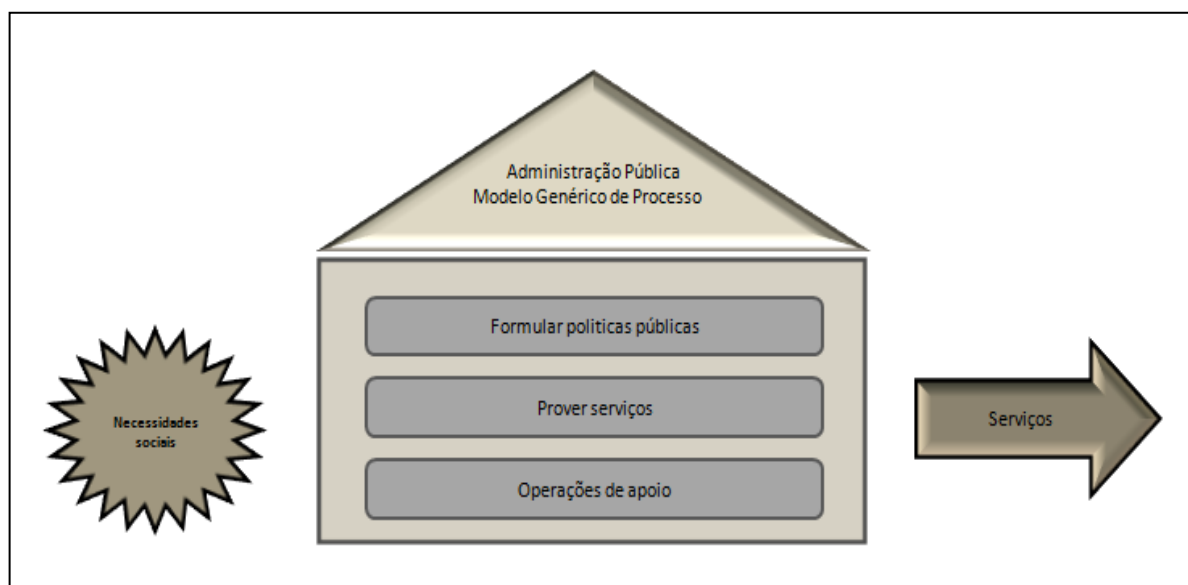 Administração Pública
Modelo Genérico de Processo
Formular politicas públicas
Prover serviços
Operações de apoio
Necessidades
sociais
Serviços